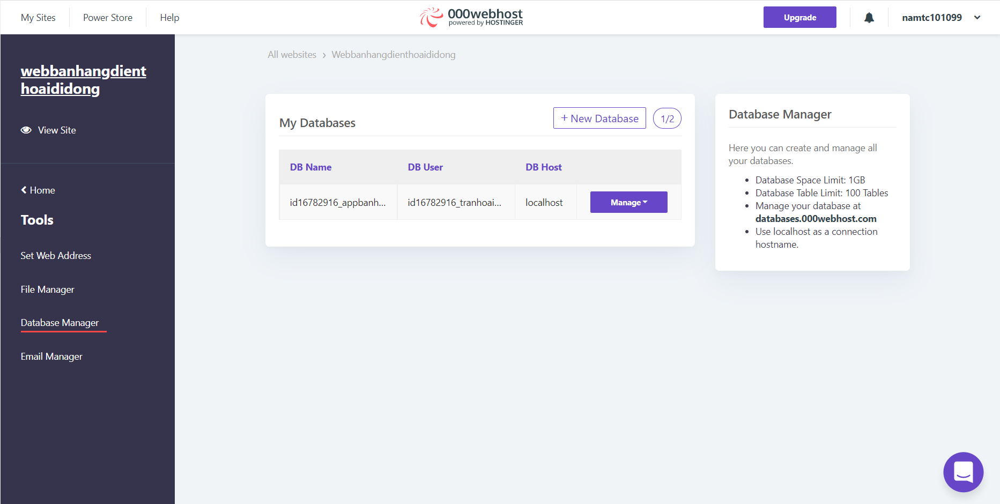 My Sites
Power Store
Help
000webhost
powered by HOSTINGER
Upgrade
namtc101099
webbanhangdient
hoaididong
View Site
Home
Tools
Set Web Address
File Manager
Database Manager
Email Manager
All websites › Webbanhangdienthoaididong
My Databases
+ New Database
1/2
DB Name DB User DB Host
id16782916_appbanh... id16782916_tranhoai... localhost Manage
Database Manager
Here you can create and manage all
your databases.
• Database Space Limit: 1GB
• Database Table Limit: 100 Tables
• Manage your database at
databases.000webhost.com
• Use localhost as a connection
hostname.